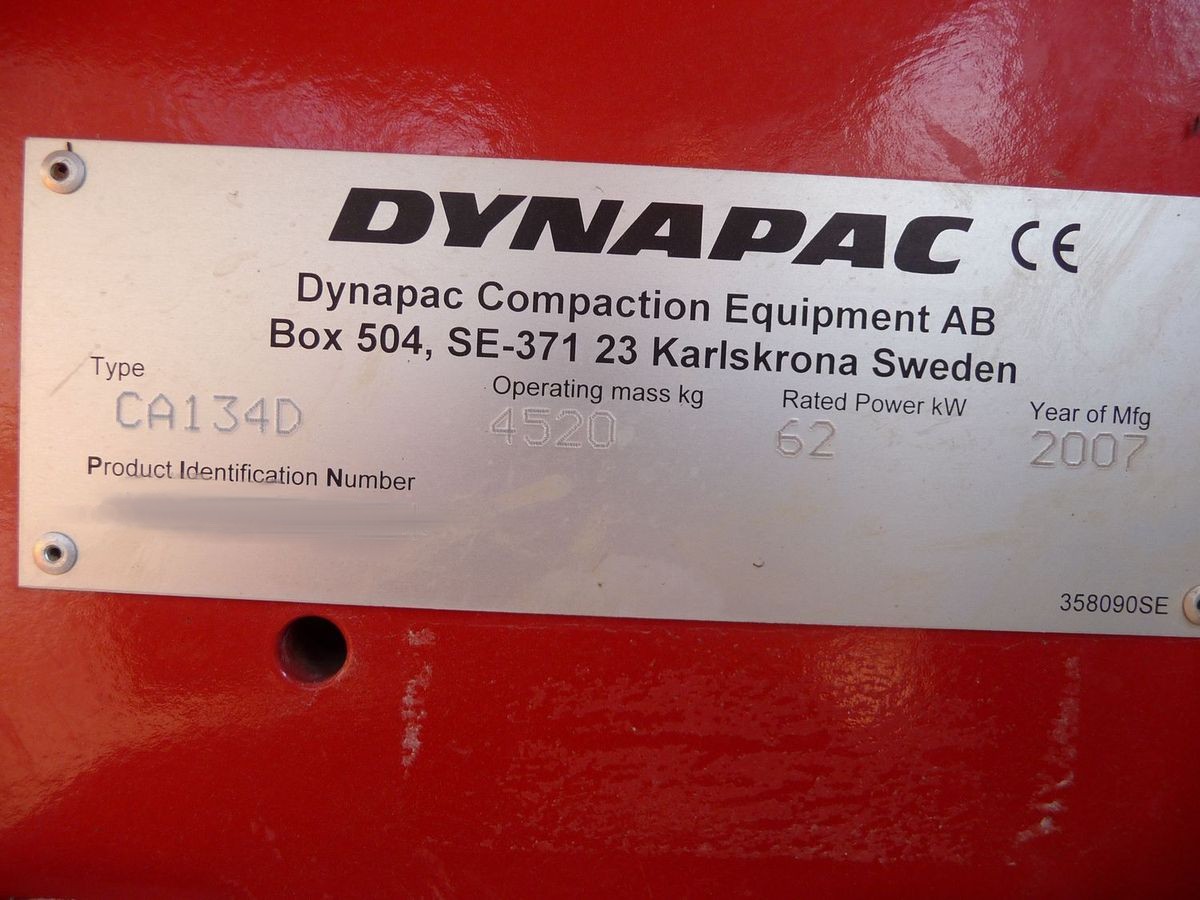 DYNAPAC CE
Dynapac Compaction Equipment AB
Box 504, SE-371 23 Karlskrona Sweden
Type Operating mass kg Rated Power kW Year of Mfg
CA134D 4520 62 2007
Product Identification Number
358090SE